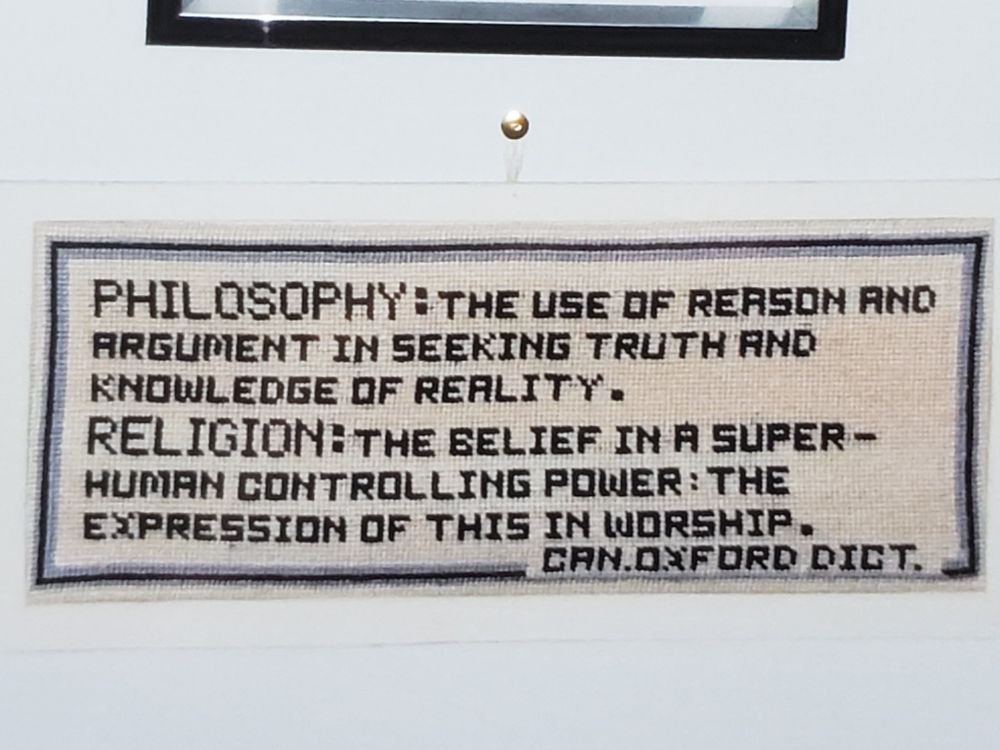 PHILOSOPHY: THE USE OF REASON AND
ARGUMENT IN SEEKING TRUTH AND
KNOWLEDGE OF REALITY.
RELIGION: THE BELIEF IN A SUPER-
HUMAN CONTROLLING POWER: THE
EXPRESSION OF THIS IN WORSHIP.
CAN.OXFORD DICT.